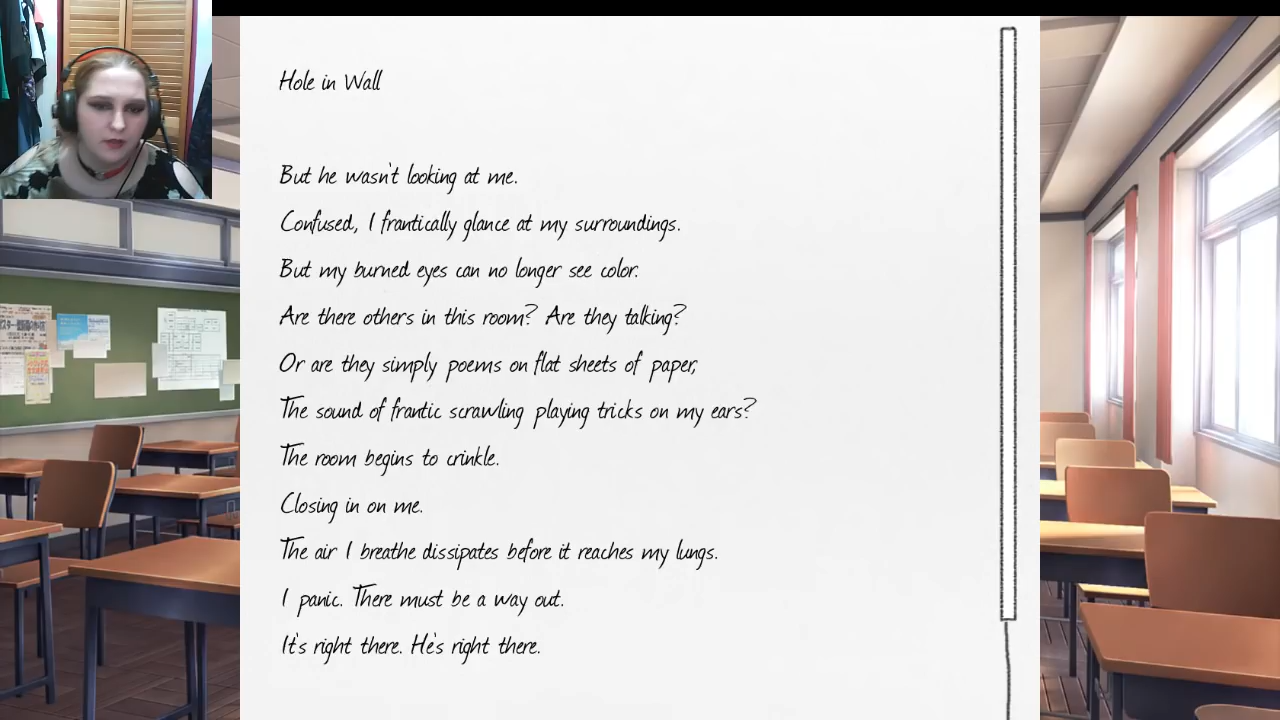 Hole in Wall
But he wasn't looking at me.
Confused, I frantically glance at my surroundings.
But my burned eyes can no longer see color.
Are there others in this room? Are they talking?
Or are they simply poems on flat sheets of paper,
The sound of frantic scrawling playing tricks on my ears?
The room begins to crinkle.
Closing in on me.
The air I breathe dissipates before it reaches my lungs.
I panic. There must be a way out.
It's right there. He's right there.